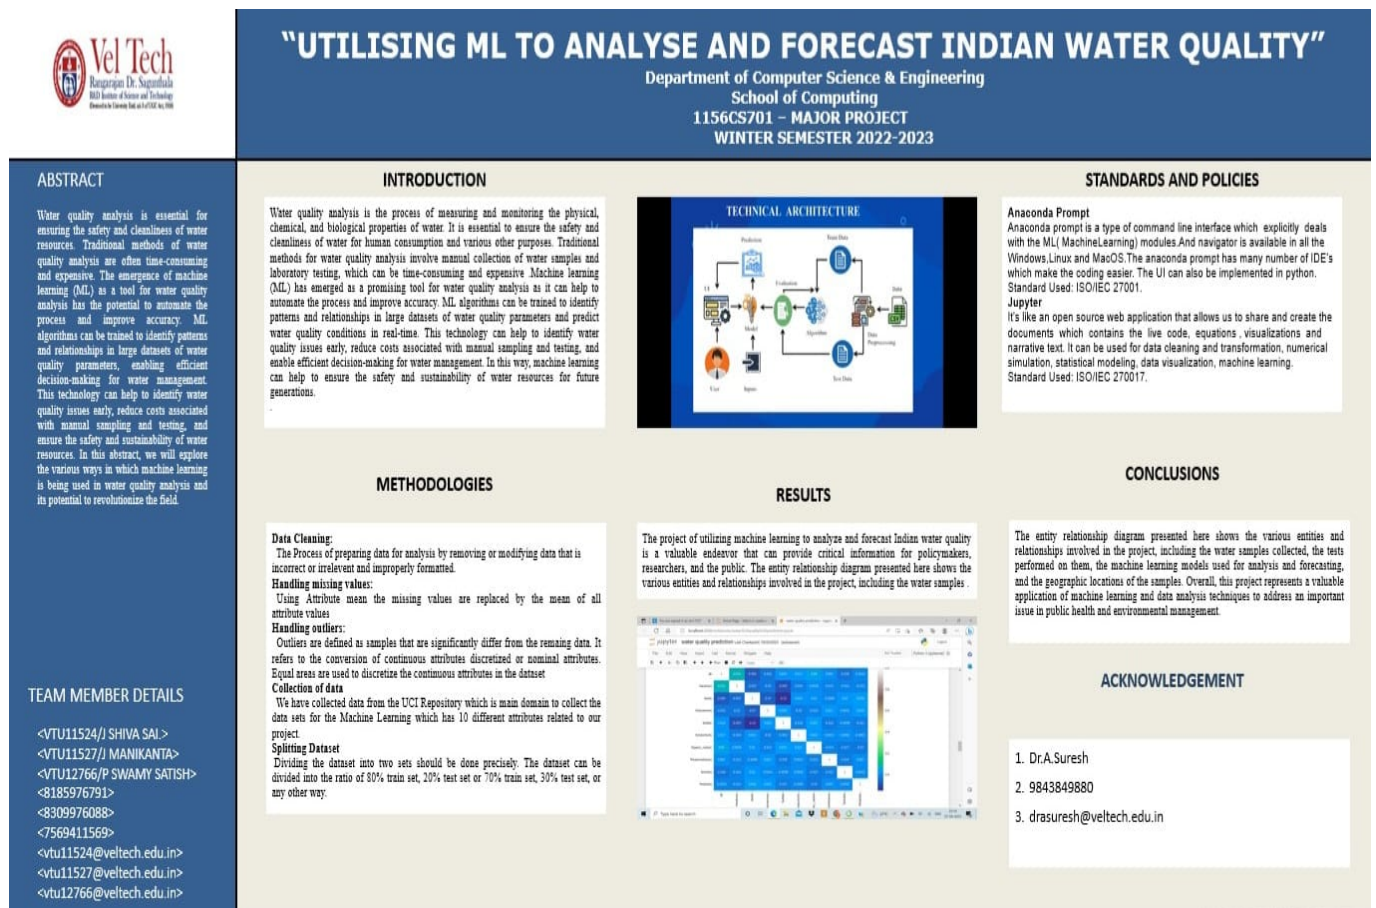 Vel Tech
Rangarajan Dr. Sagunthala
R&D Institute of Science and Technology
"UTILISING ML TO ANALYSE AND FORECAST INDIAN WATER QUALITY"
Department of Computer Science & Engineering
School of Computing
1156CS701 – MAJOR PROJECT
WINTER SEMESTER 2022-2023
ABSTRACT
Water quality analysis is essential for
ensuring the safety and cleanliness of water
resources. Traditional methods of water
quality analysis are often time-consuming
and expensive. The emergence of machine
learning (ML) as a tool for water quality
analysis has the potential to automate the
process and improve accuracy. ML
algorithms can be trained to identify patterns
and relationships in large datasets of water
quality parameters, enabling efficient
decision-making for water management.
This technology can help to identify water
quality issues early, reduce costs associated
with manual sampling and testing, and
ensure the safety and sustainability of water
resources. In this abstract, we will explore
the various ways in which machine learning
is being used in water quality analysis and
its potential to revolutionize the field.
TEAM MEMBER DETAILS
<VTU11524/J SHIVA SAI.>
<VTU11527/J MANIKANTA>
<VTU12766/P SWAMY SATISH>
<8185976791>
<8309976088>
<7569411569>
<vtu11524@veltech.edu.in>
<vtu11527@veltech.edu.in>
<vtu12766@veltech.edu.in>
INTRODUCTION
Water quality analysis is the process of measuring and monitoring the physical,
chemical, and biological properties of water. It is essential to ensure the safety and
cleanliness of water for human consumption and various other purposes. Traditional
methods for water quality analysis involve manual collection of water samples and
laboratory testing, which can be time-consuming and expensive .Machine learning
(ML) has emerged as a promising tool for water quality analysis as it can help to
automate the process and improve accuracy. ML algorithms can be trained to identify
patterns and relationships in large datasets of water quality parameters and predict
water quality conditions in real-time. This technology can help to identify water
quality issues early, reduce costs associated with manual sampling and testing, and
enable efficient decision-making for water management. In this way, machine learning
can help to ensure the safety and sustainability of water resources for future
generations.
.
METHODOLOGIES
Data Cleaning:
The Process of preparing data for analysis by removing or modifying data that is
incorrect or irrelevent and improperly formatted.
Handling missing values:
Using Attribute mean the missing values are replaced by the mean of all
attribute values
Handling outliers:
Outliers are defined as samples that are significantly differ from the remaing data. It
refers to the conversion of continuous attributes discretized or nominal attributes.
Equal areas are used to discretize the continuous attributes in the dataset
Collection of data
We have collected data from the UCI Repository which is main domain to collect the
data sets for the Machine Learning which has 10 different attributes related to our
project.
Splitting Dataset
Dividing the dataset into two sets should be done precisely. The dataset can be
divided into the ratio of 80% train set, 20% test set or 70% train set, 30% test set, or
any other way.
TECHNICAL ARCHITECTURE
Prediction
Train Data
UI
Evaluation
Data
Model
Algorithm
Data
Preprocessing
User
Inputs
Test Data
RESULTS
The project of utilizing machine learning to analyze and forecast Indian water quality
is a valuable endeavor that can provide critical information for policymakers,
researchers, and the public. The entity relationship diagram presented here shows the
various entities and relationships involved in the project, including the water samples .
jupyter water quality prediction
Type here to search
STANDARDS AND POLICIES
Anaconda Prompt
Anaconda prompt is a type of command line interface which explicitly deals
with the ML( MachineLearning) modules.And navigator is available in all the
Windows,Linux and MacOS.The anaconda prompt has many number of IDE's
which make the coding easier. The UI can also be implemented in python.
Standard Used: ISO/IEC 27001.
Jupyter
It's like an open source web application that allows us to share and create the
documents which contains the live code, equations , visualizations and
narrative text. It can be used for data cleaning and transformation, numerical
simulation, statistical modeling, data visualization, machine learning.
Standard Used: ISO/IEC 270017.
CONCLUSIONS
The entity relationship diagram presented here shows the various entities and
relationships involved in the project, including the water samples collected, the tests
performed on them, the machine learning models used for analysis and forecasting,
and the geographic locations of the samples. Overall, this project represents a valuable
application of machine learning and data analysis techniques to address an important
issue in public health and environmental management.
ACKNOWLEDGEMENT
1. Dr.A.Suresh
2. 9843849880
3. drasuresh@veltech.edu.in